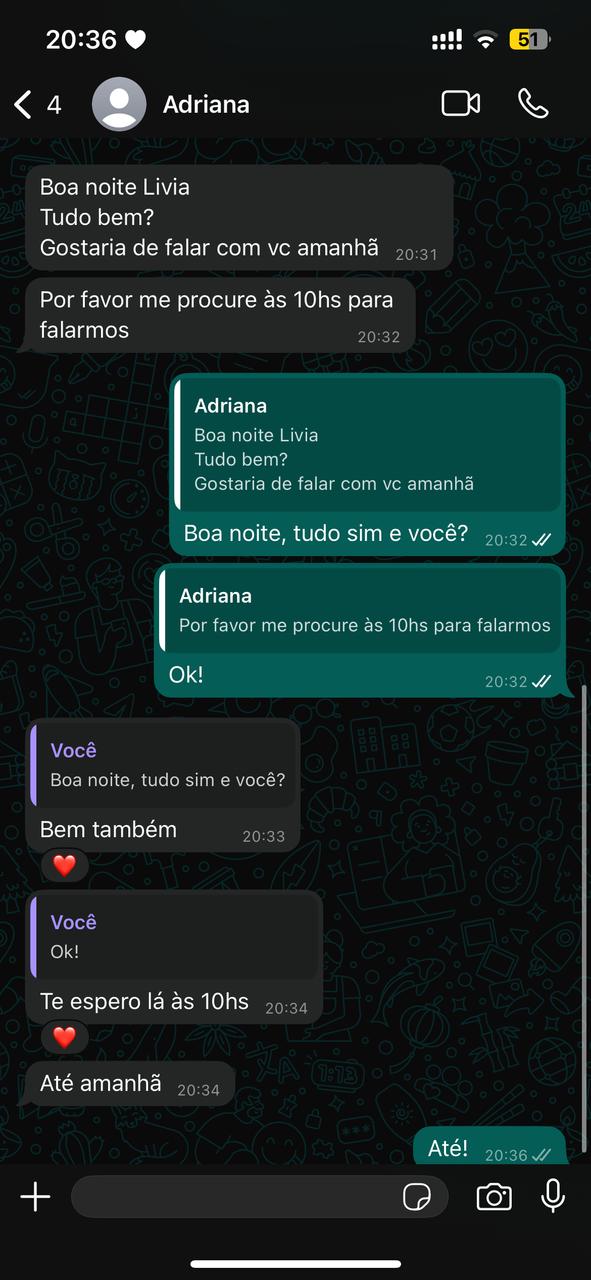 20:36
51
4
Adriana
Boa noite Livia
Tudo bem?
Gostaria de falar com vc amanhã
20:31
Por favor me procure às 10hs para
falarmos
20:32
Adriana
Boa noite Livia
Tudo bem?
Gostaria de falar com vc amanhã
Boa noite, tudo sim e você?
20:32
Adriana
Por favor me procure às 10hs para falarmos
Ok!
20:32
Você
Boa noite, tudo sim e você?
Bem também
20:33
Você
Ok!
Te espero lá às 10hs
20:34
Até amanhã
20:34
Até!
20:36